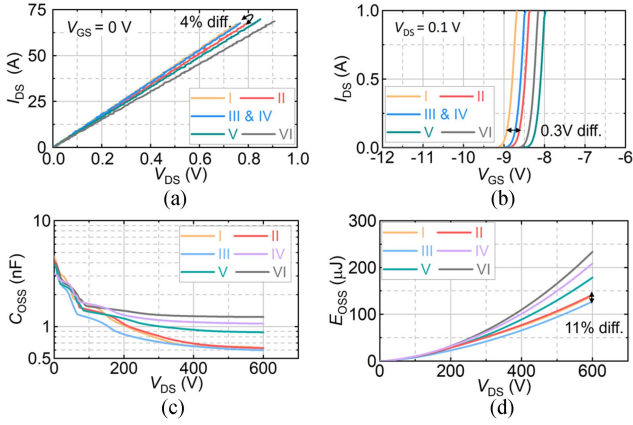 75
V_GS = 0 V
4% diff.
50
25
0
I_DS (A)
I II
III & IV
V VI
0.0 0.2 0.4 0.6 0.8 1.0
V_DS (V)
(a)
1.0
V_DS = 0.1 V
0.5
0.0
I_DS (A)
I II
III & IV
V VI
0.3V diff.
-12 -11 -10 -9 -8 -7 -6
V_GS (V)
(b)
10
1
0.5
C_OSS (nF)
I II
III IV
V VI
0 200 400 600 800
V_DS (V)
(c)
300
200
100
0
E_OSS (μJ)
I II
III IV
V VI
11% diff.
0 200 400 600
V_DS (V)
(d)